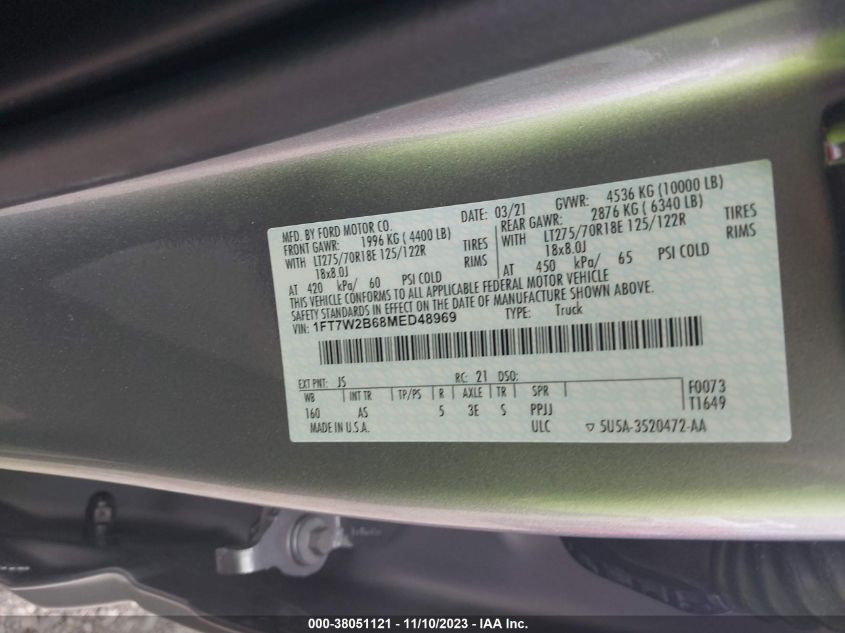 MFD. BY FORD MOTOR CO.
DATE: 03/21 GVWR: 4536 KG (10000 LB)
FRONT GAWR: 1996 KG ( 4400 LB) REAR GAWR: 2876 KG ( 6340 LB)
WITH LT275/70R18E 125/122R TIRES WITH LT275/70R18E 125/122R TIRES
18x8.0J RIMS 18x8.0J RIMS
AT 420 kPa/ 60 PSI COLD AT 450 kPa/ 65 PSI COLD
THIS VEHICLE CONFORMS TO ALL APPLICABLE FEDERAL MOTOR VEHICLE
SAFETY STANDARDS IN EFFECT ON THE DATE OF MANUFACTURE SHOWN ABOVE.
VIN: 1FT7W2B68MED48969 TYPE: Truck
EXT PNT: JS RC: 21 DSO:
WB INT TR TP/PS R AXLE TR SPR F0073
160 AS 5 3E S PPJJ T1649
MADE IN U.S.A. ULC ▽ 5U5A-3520472-AA
000-38051121 - 11/10/2023 - IAA Inc.